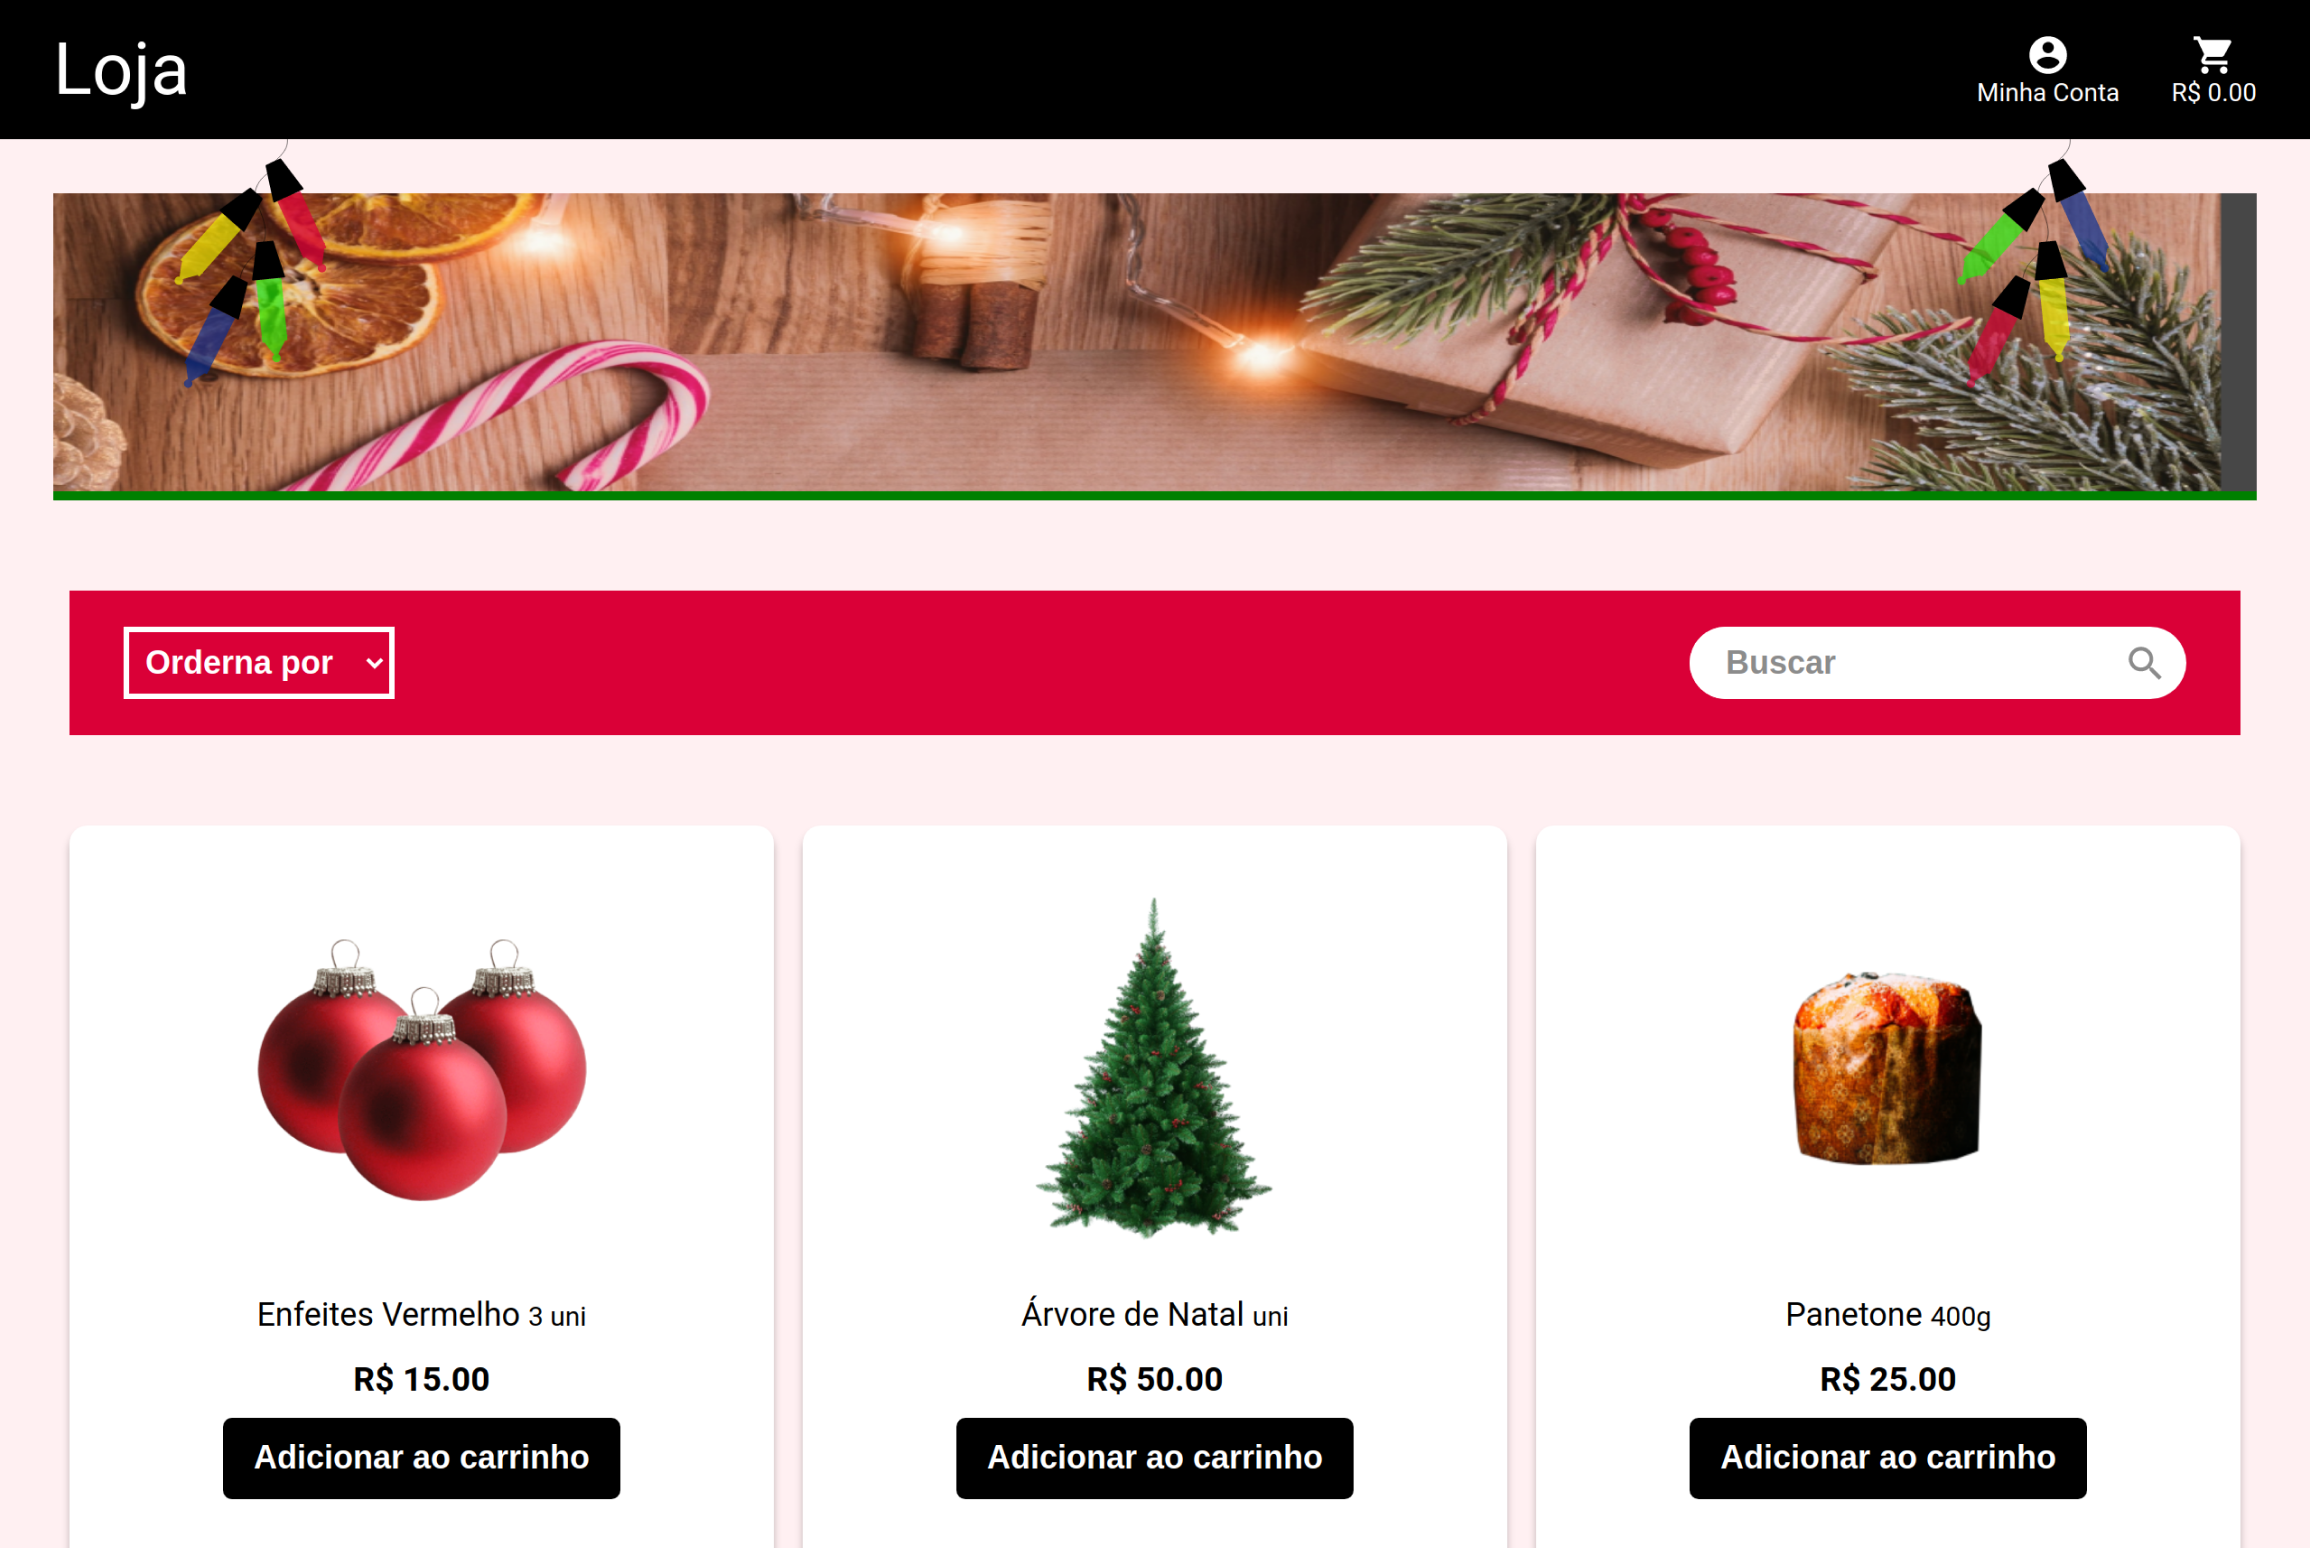 Loja
Minha Conta
R$ 0.00
Orderna por
Buscar
Enfeites Vermelho 3 uni
R$ 15.00
Adicionar ao carrinho
Árvore de Natal uni
R$ 50.00
Adicionar ao carrinho
Panetone 400g
R$ 25.00
Adicionar ao carrinho